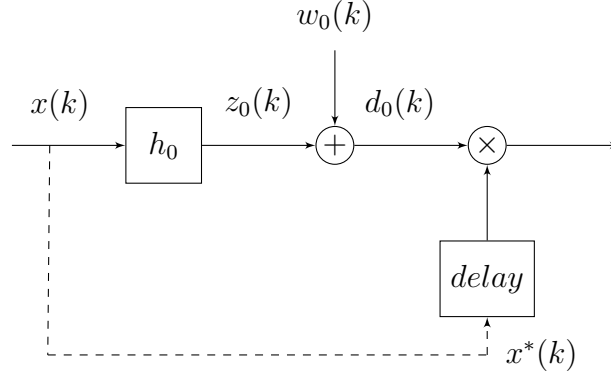 w₀(k)
x(k)
z₀(k)
d₀(k)
h₀
+
×
delay
x*(k)